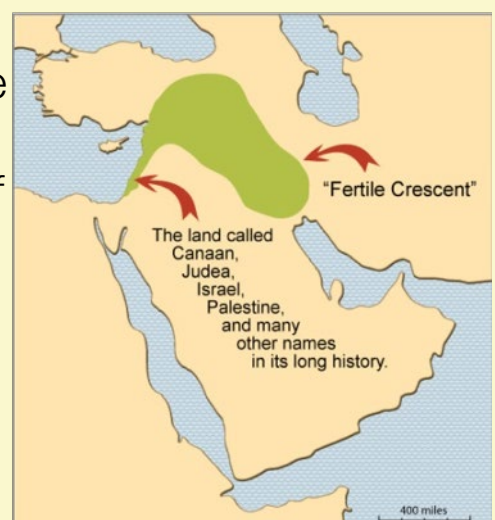 e
f
“Fertile Crescent”
The land called
Canaan,
Judea,
Israel,
Palestine,
and many
other names
in its long history.
400 miles